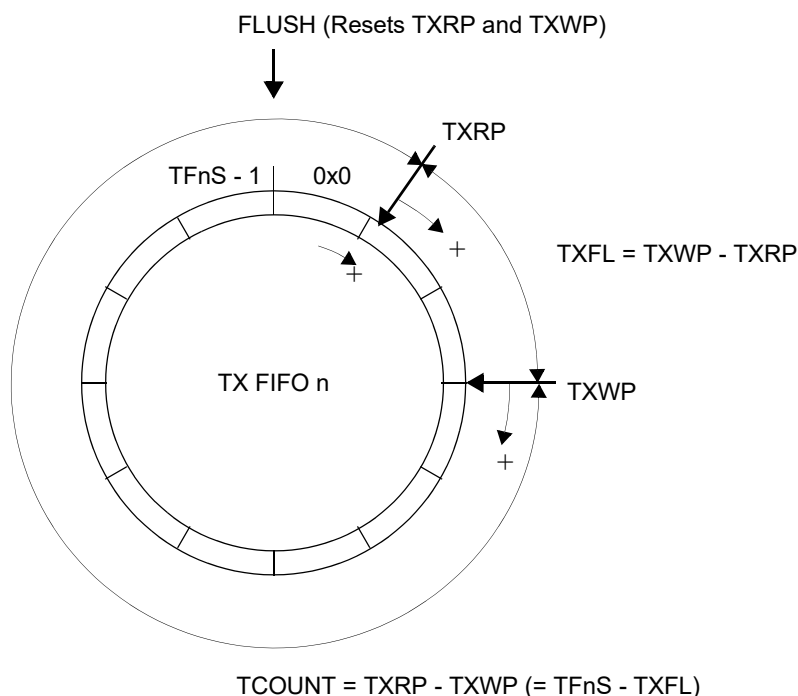 FLUSH (Resets TXRP and TXWP)
TXRP
TFnS - 1
0x0
+
+
TXFL = TXWP - TXRP
TX FIFO n
TXWP
+
TCOUNT = TXRP - TXWP (= TFnS - TXFL)